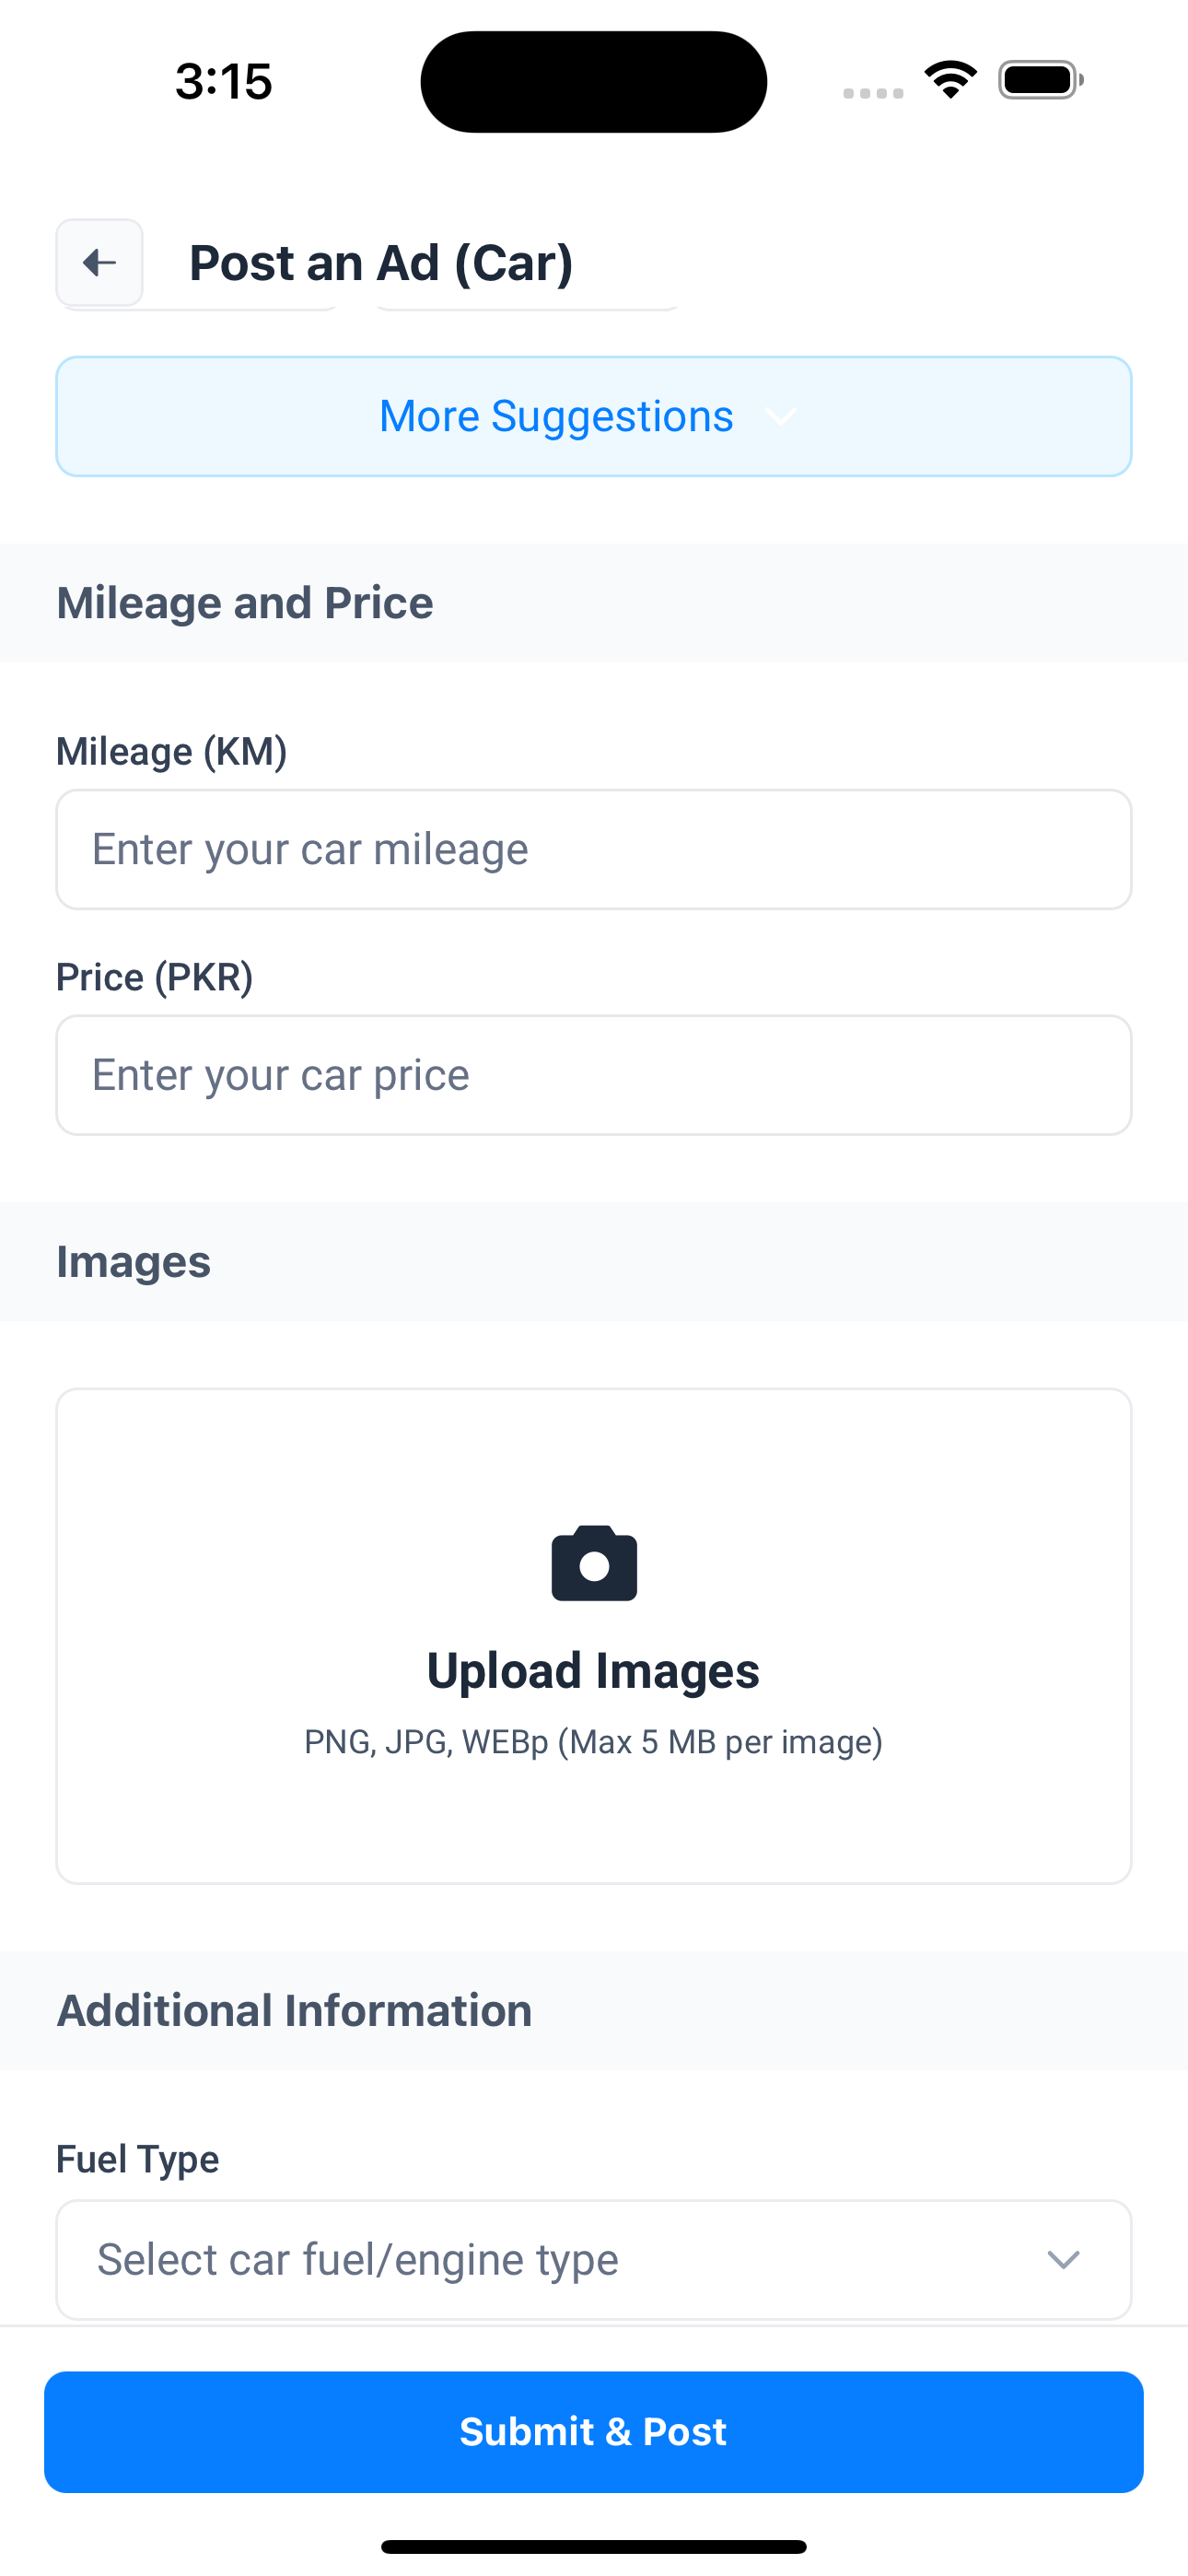 3:15
Post an Ad (Car)
More Suggestions
Mileage and Price
Mileage (KM)
Enter your car mileage
Price (PKR)
Enter your car price
Images
Upload Images
PNG, JPG, WEBp (Max 5 MB per image)
Additional Information
Fuel Type
Select car fuel/engine type
Submit & Post